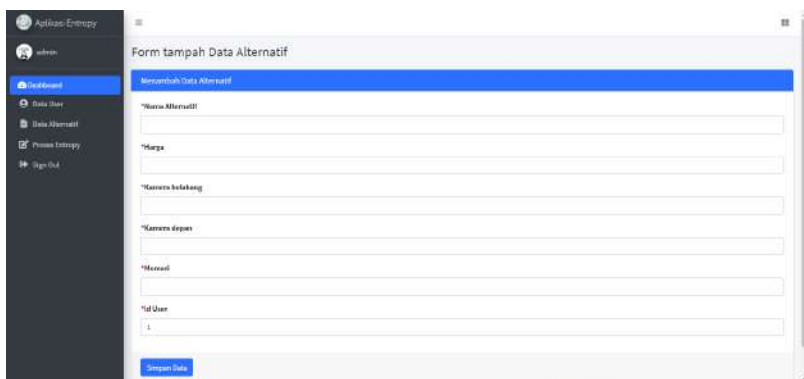 Aplikasi Entropy
admin
Form tampah Data Alternatif
Dashboard
Menambah Data Alternatif
Data User
*Nama Alternatif
Data Alternatif
Proses Entropy
*Harga
Sign Out
*Kamera belakang
*Kamera depan
*Memori
*Id User
1
Simpan Data